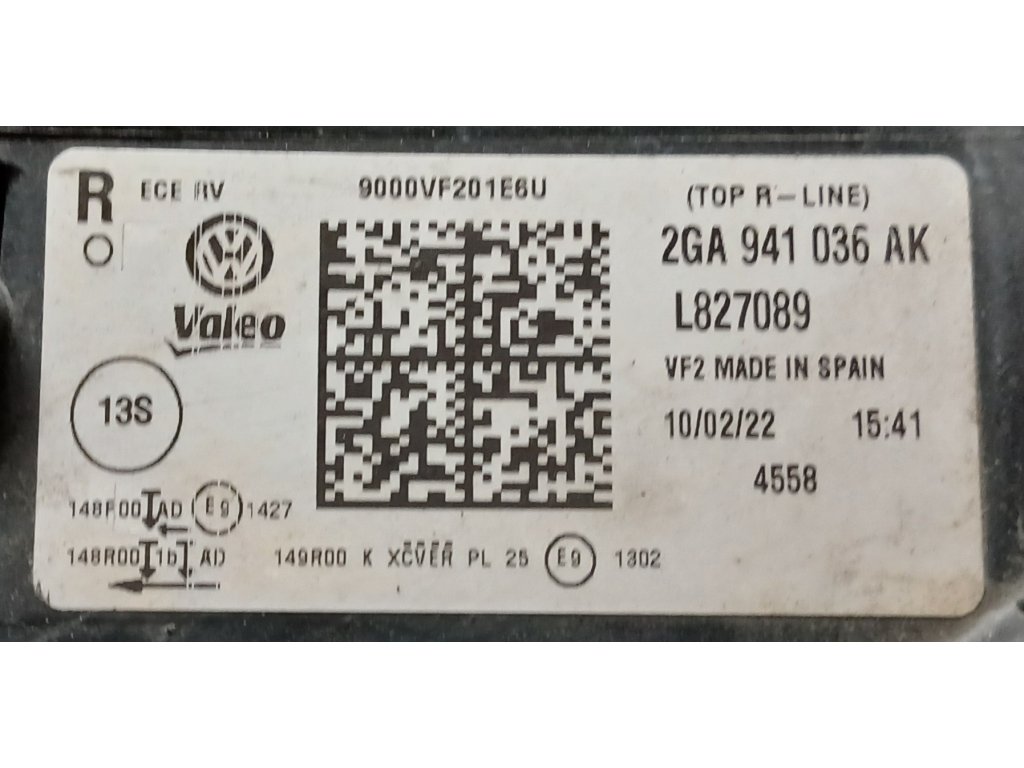 R ECE RV 9000VF201E6U (TOP R-LINE)
2GA 941 036 AK
Valeo
L827089
VF2 MADE IN SPAIN
13S
10/02/22 15:41
4558
AD E9 1427
148R00 1b AD 149R00 K XCVER PL 25 E9 1302